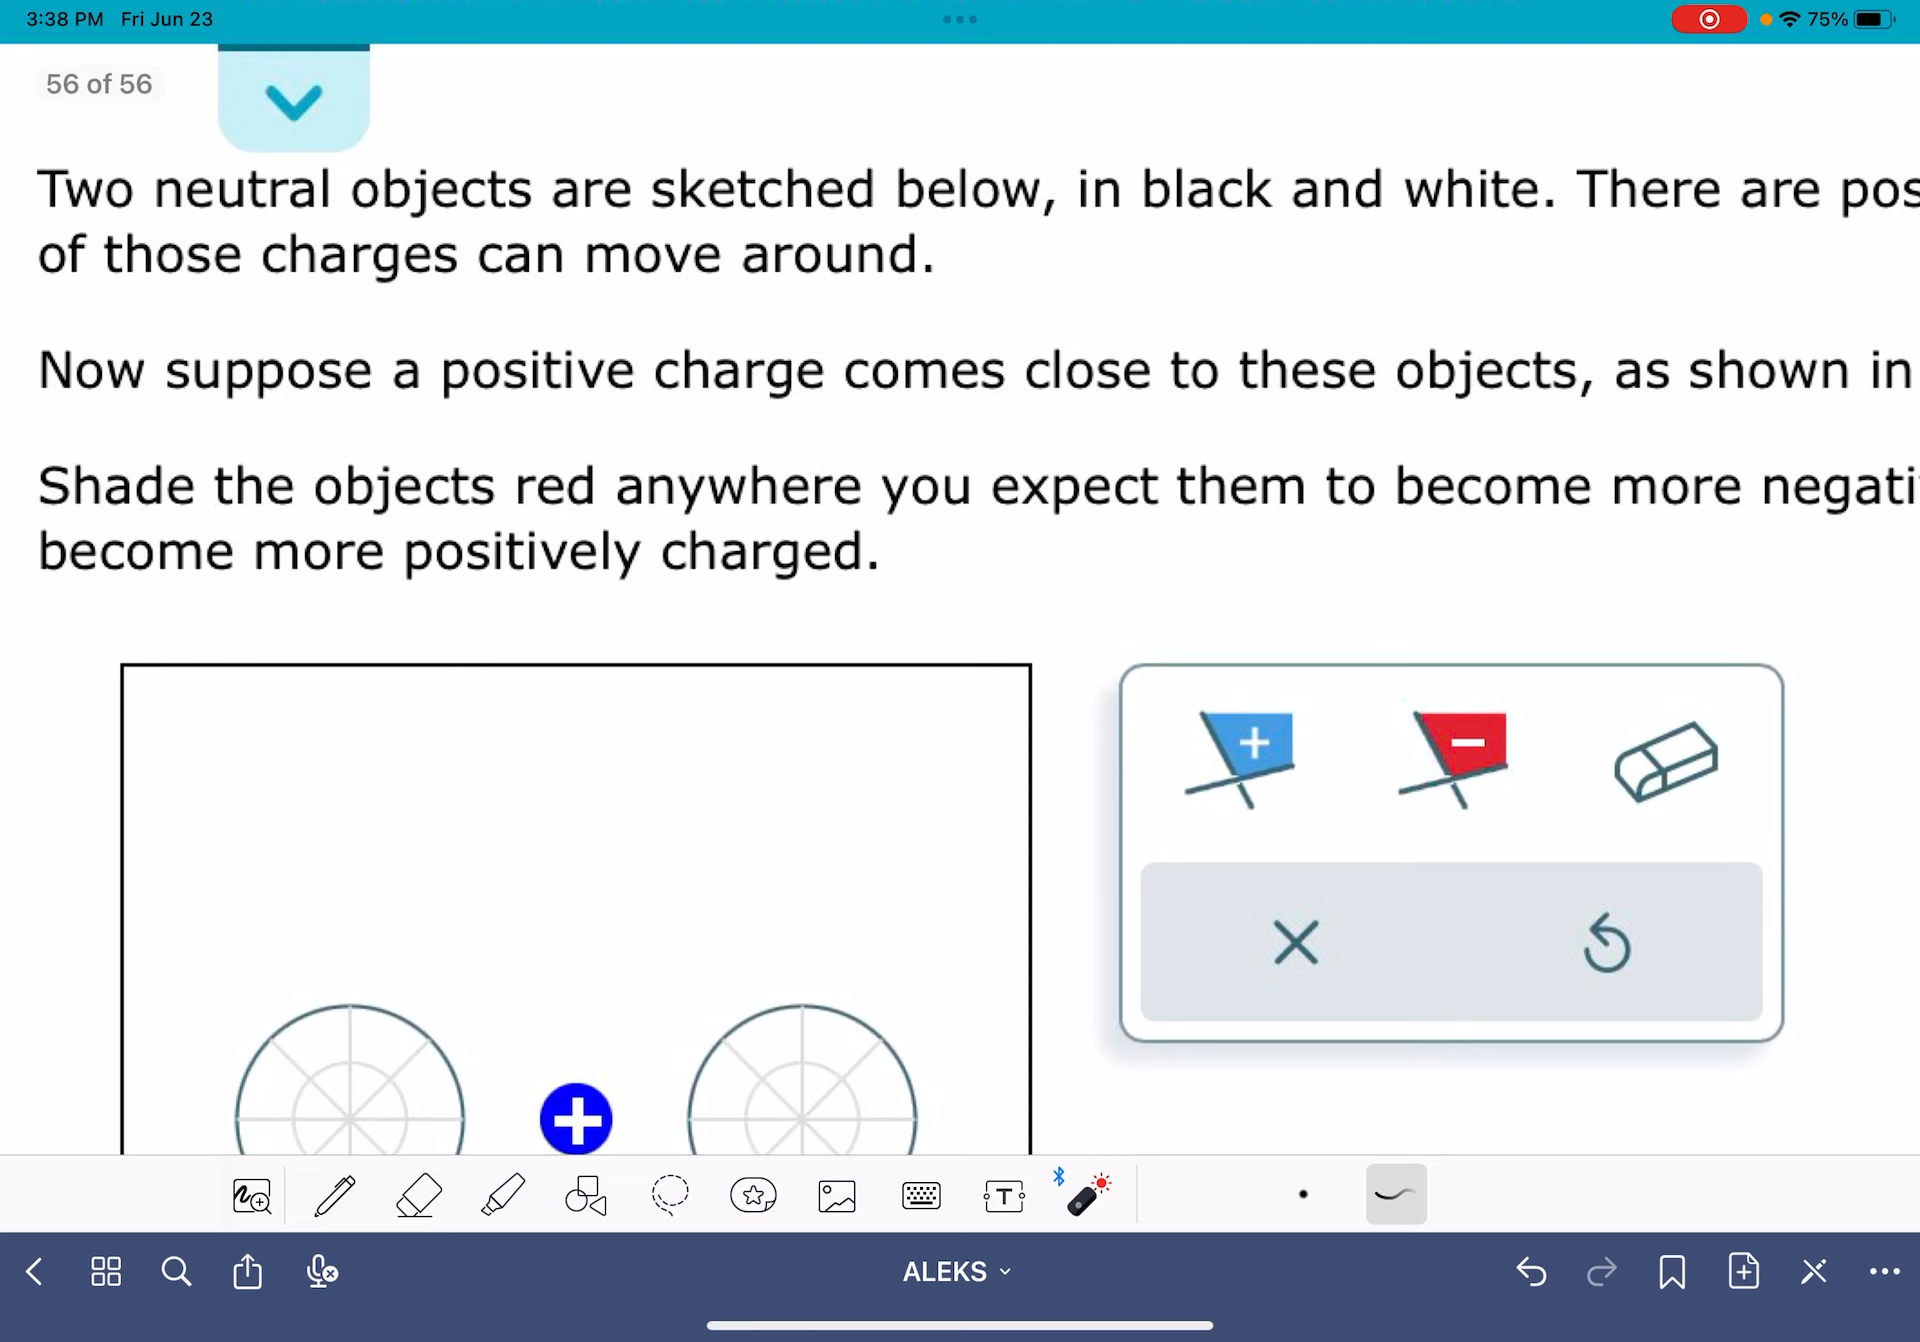 3:38 PM Fri Jun 23
75%
56 of 56
Two neutral objects are sketched below, in black and white. There are pos
of those charges can move around.
Now suppose a positive charge comes close to these objects, as shown in
Shade the objects red anywhere you expect them to become more negati
become more positively charged.
+ −
+
T
ALEKS